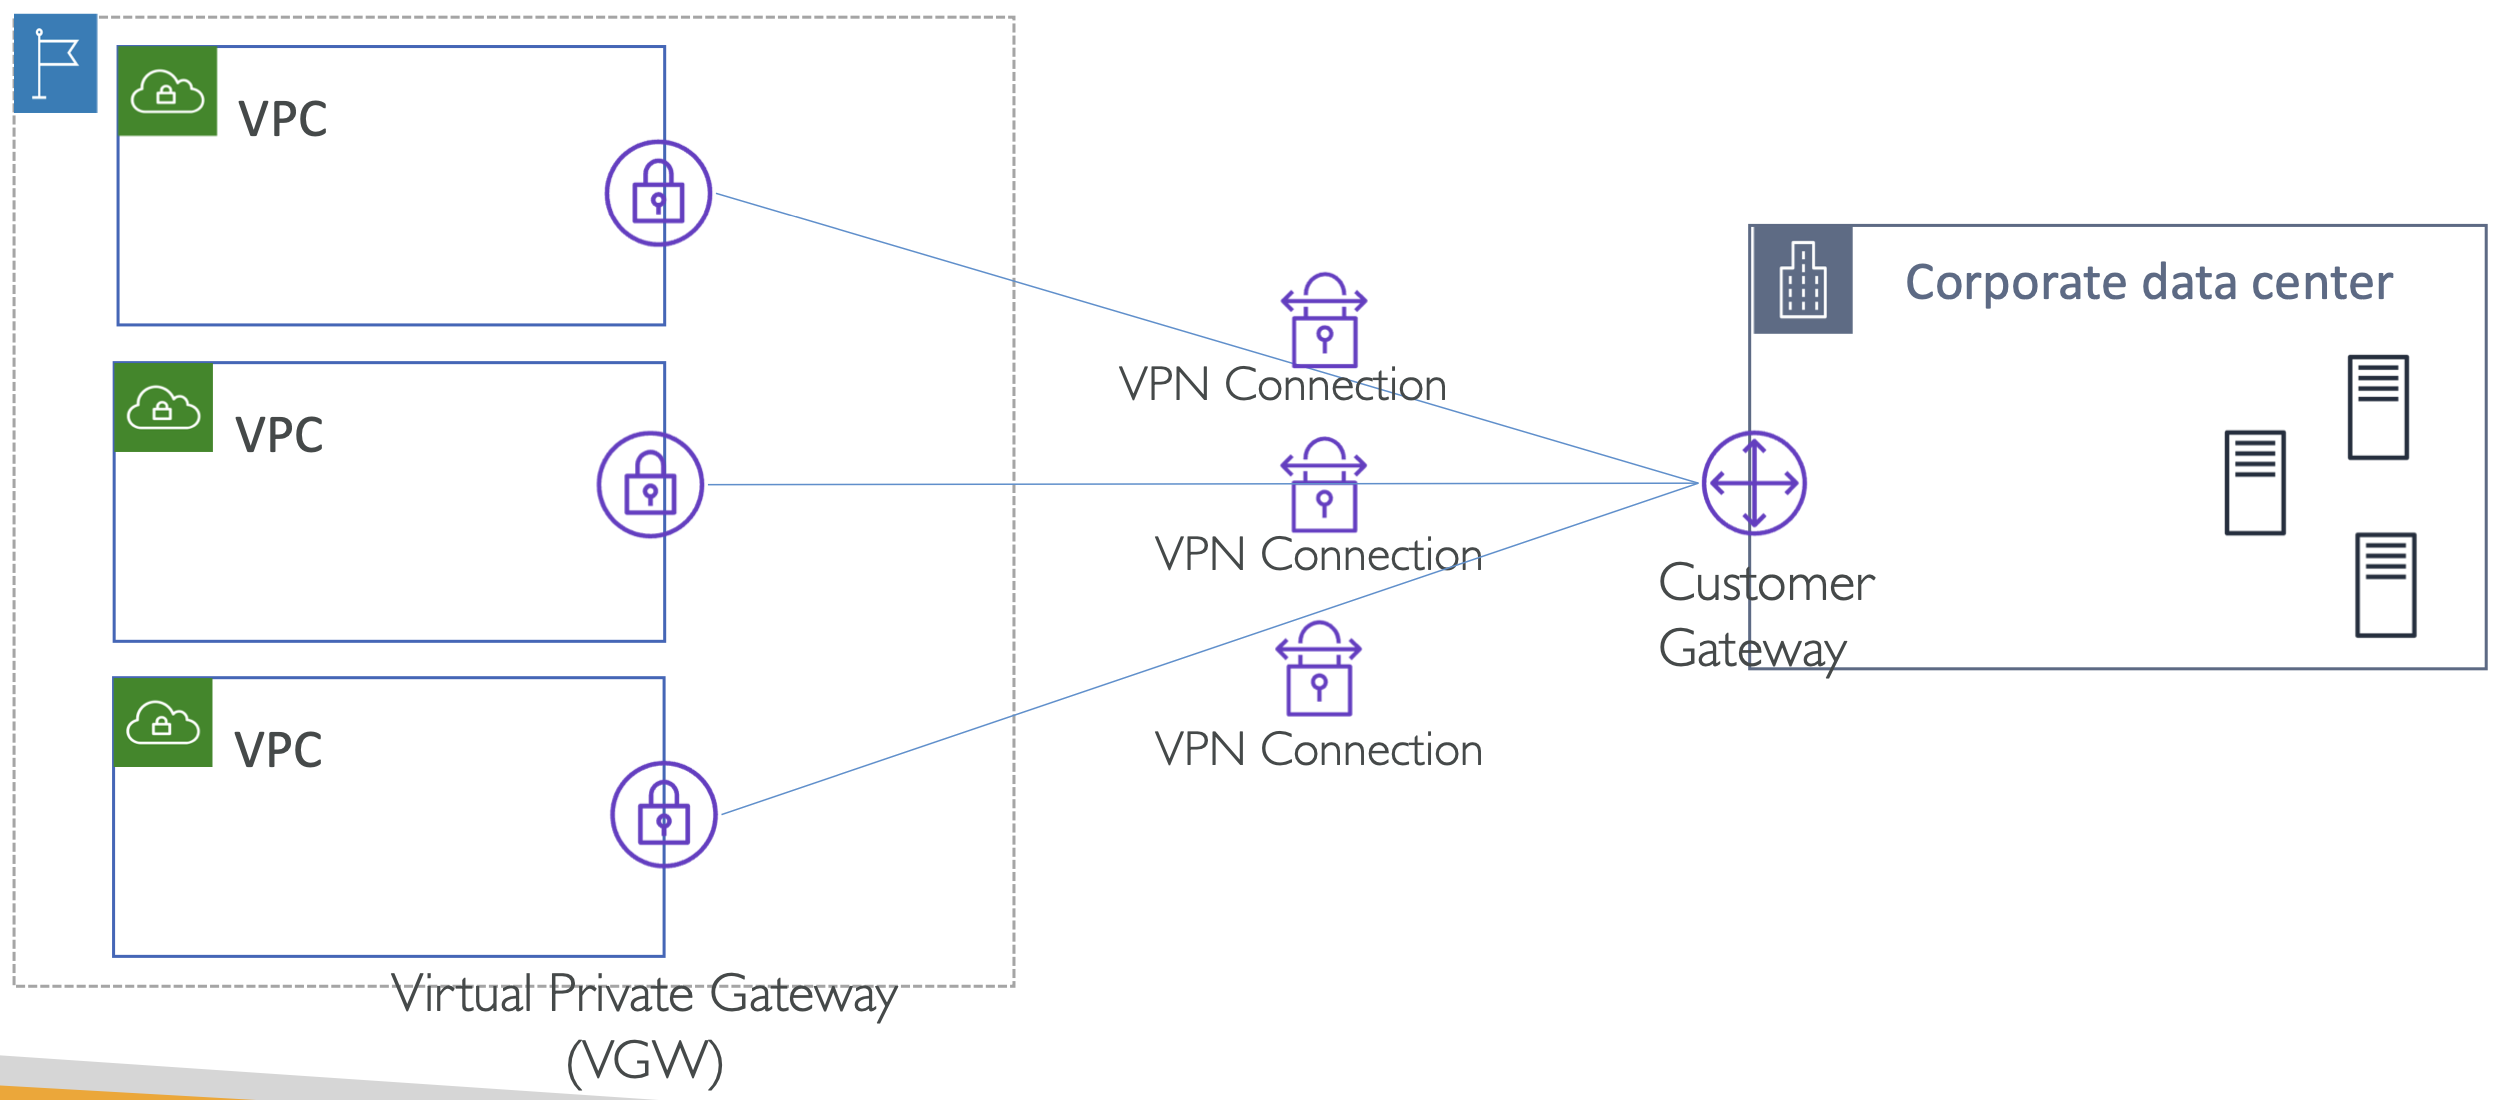 VPC
VPC
VPC
Virtual Private Gateway
(VGW)
VPN Connection
VPN Connection
VPN Connection
Corporate data center
Customer
Gateway